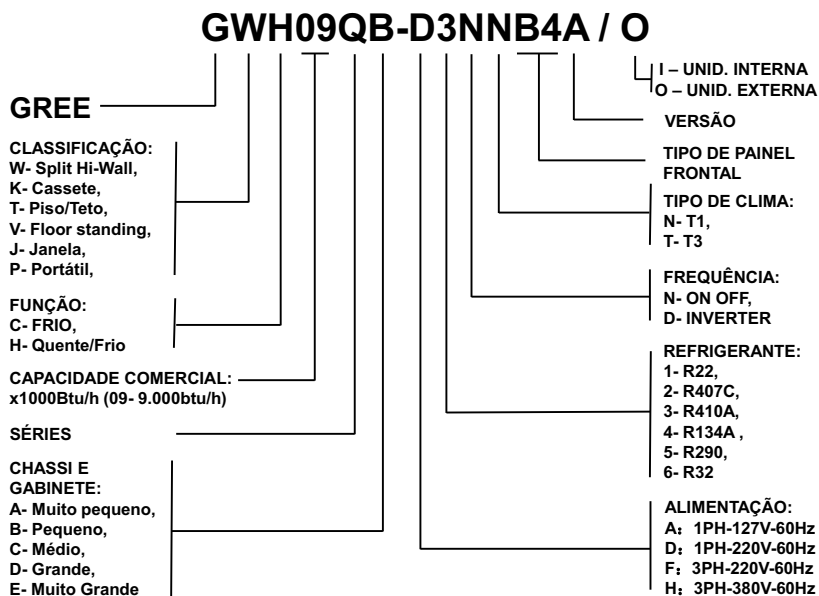 GWH09QB-D3NNB4A / O
GREE
CLASSIFICAÇÃO:
W- Split Hi-Wall,
K- Cassete,
T- Piso/Teto,
V- Floor standing,
J- Janela,
P- Portátil,
FUNÇÃO:
C- FRIO,
H- Quente/Frio
CAPACIDADE COMERCIAL:
x1000Btu/h (09- 9.000btu/h)
SÉRIES
CHASSI E
GABINETE:
A- Muito pequeno,
B- Pequeno,
C- Médio,
D- Grande,
E- Muito Grande
I – UNID. INTERNA
O – UNID. EXTERNA
VERSÃO
TIPO DE PAINEL
FRONTAL
TIPO DE CLIMA:
N- T1,
T- T3
FREQUÊNCIA:
N- ON OFF,
D- INVERTER
REFRIGERANTE:
1- R22,
2- R407C,
3- R410A,
4- R134A ,
5- R290,
6- R32
ALIMENTAÇÃO:
A: 1PH-127V-60Hz
D: 1PH-220V-60Hz
F: 3PH-220V-60Hz
H: 3PH-380V-60Hz